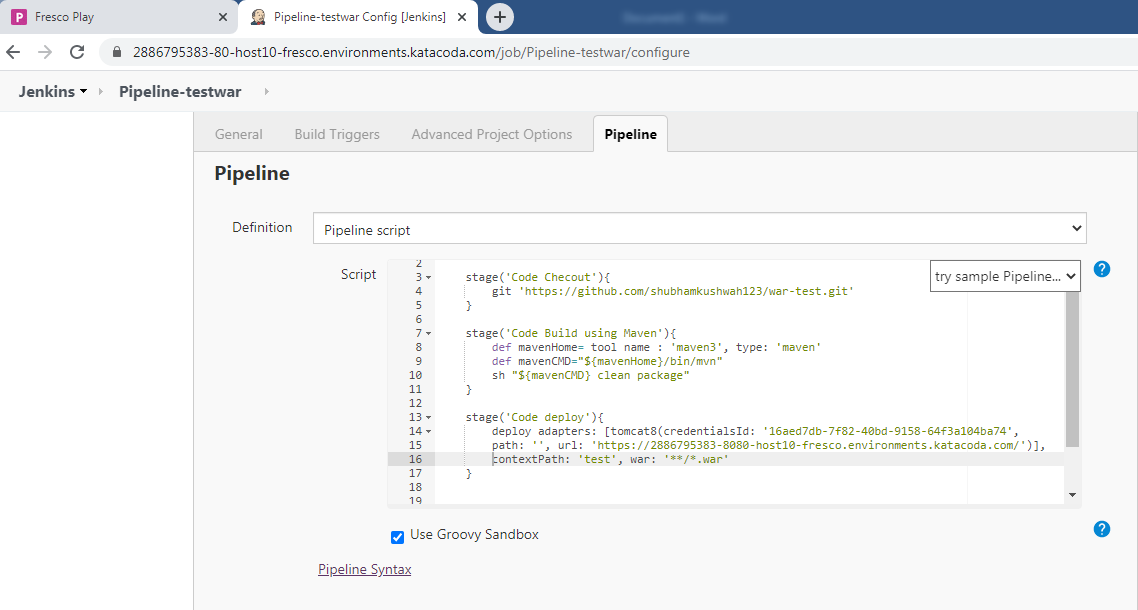 P Fresco Play
Pipeline-testwar Config [Jenkins]
2886795383-80-host10-fresco.environments.katacoda.com/job/Pipeline-testwar/configure
Jenkins Pipeline-testwar
General Build Triggers Advanced Project Options Pipeline
Pipeline
Definition Pipeline script
Script
try sample Pipeline... ?
2
3 stage('Code Checout'){
4 git 'https://github.com/shubhamkushwah123/war-test.git'
5 }
6
7 stage('Code Build using Maven'){
8 def mavenHome= tool name : 'maven3', type: 'maven'
9 def mavenCMD="${mavenHome}/bin/mvn"
10 sh "${mavenCMD} clean package"
11 }
12
13 stage('Code deploy'){
14 deploy adapters: [tomcat8(credentialsId: '16aed7db-7f82-40bd-9158-64f3a104ba74',
15 path: '', url: 'https://2886795383-8080-host10-fresco.environments.katacoda.com/')],
16 contextPath: 'test', war: '**/*.war'
17 }
18
19
Use Groovy Sandbox ?
Pipeline Syntax